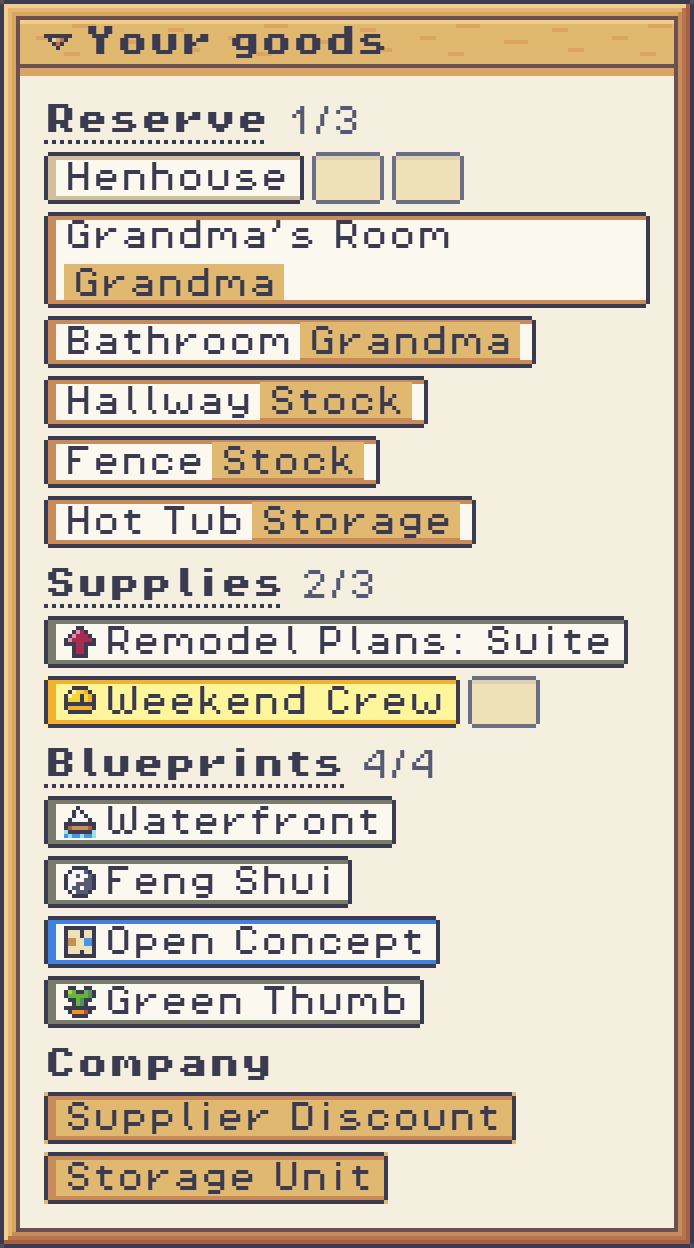 Your goods
Reserve 1/3
Henhouse
Grandma's Room
Grandma
Bathroom Grandma
Hallway Stock
Fence Stock
Hot Tub Storage
Supplies 2/3
Remodel Plans: Suite
Weekend Crew
Blueprints 4/4
Waterfront
Feng Shui
Open Concept
Green Thumb
Company
Supplier Discount
Storage Unit